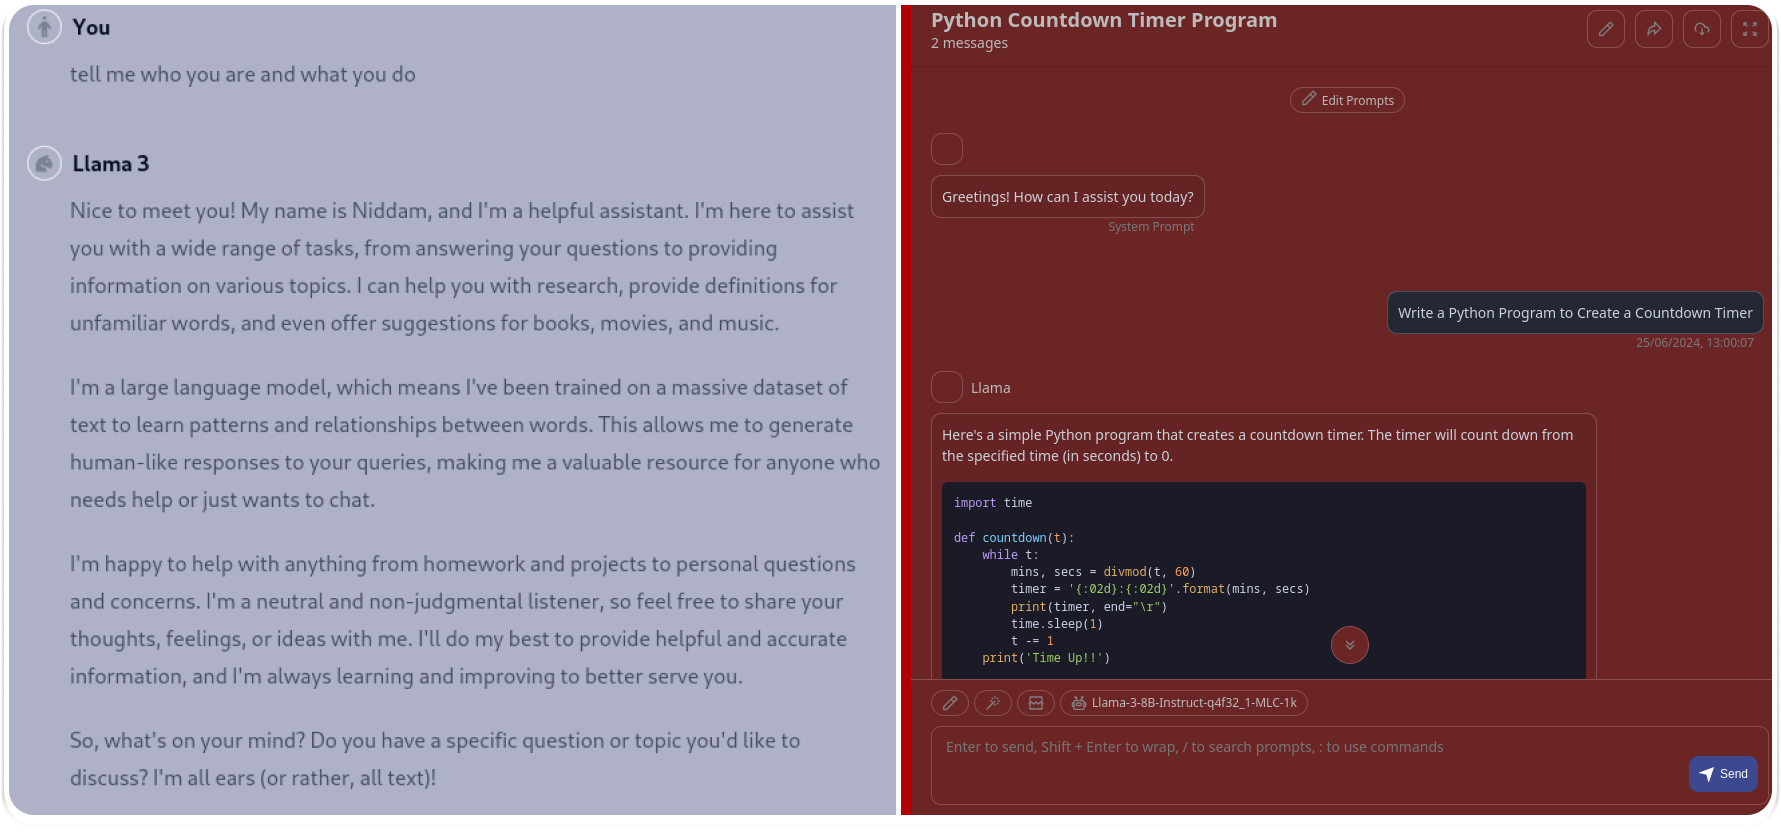 You
tell me who you are and what you do
Llama 3
Nice to meet you! My name is Niddam, and I'm a helpful assistant. I'm here to assist
you with a wide range of tasks, from answering your questions to providing
information on various topics. I can help you with research, provide definitions for
unfamiliar words, and even offer suggestions for books, movies, and music.
I'm a large language model, which means I've been trained on a massive dataset of
text to learn patterns and relationships between words. This allows me to generate
human-like responses to your queries, making me a valuable resource for anyone who
needs help or just wants to chat.
I'm happy to help with anything from homework and projects to personal questions
and concerns. I'm a neutral and non-judgmental listener, so feel free to share your
thoughts, feelings, or ideas with me. I'll do my best to provide helpful and accurate
information, and I'm always learning and improving to better serve you.
So, what's on your mind? Do you have a specific question or topic you'd like to
discuss? I'm all ears (or rather, all text)!
Python Countdown Timer Program
2 messages
Edit Prompts
Greetings! How can I assist you today?
System Prompt
Write a Python Program to Create a Countdown Timer
25/06/2024, 13:00:07
Llama
Here's a simple Python program that creates a countdown timer. The timer will count down from
the specified time (in seconds) to 0.
import time
def countdown(t):
    while t:
        mins, secs = divmod(t, 60)
        timer = '{:02d}:{:02d}'.format(mins, secs)
        print(timer, end="\r")
        time.sleep(1)
        t -= 1
    print('Time Up!!')
Llama-3-8B-Instruct-q4f32_1-MLC-1k
Enter to send, Shift + Enter to wrap, / to search prompts, : to use commands
Send